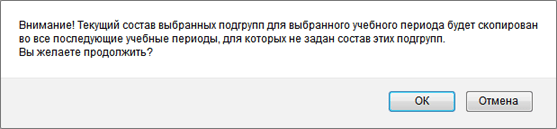 Внимание! Текущий состав выбранных подгрупп для выбранного учебного периода будет скопирован
во все последующие учебные периоды, для которых не задан состав этих подгрупп.
Вы желаете продолжить?
OK
Отмена